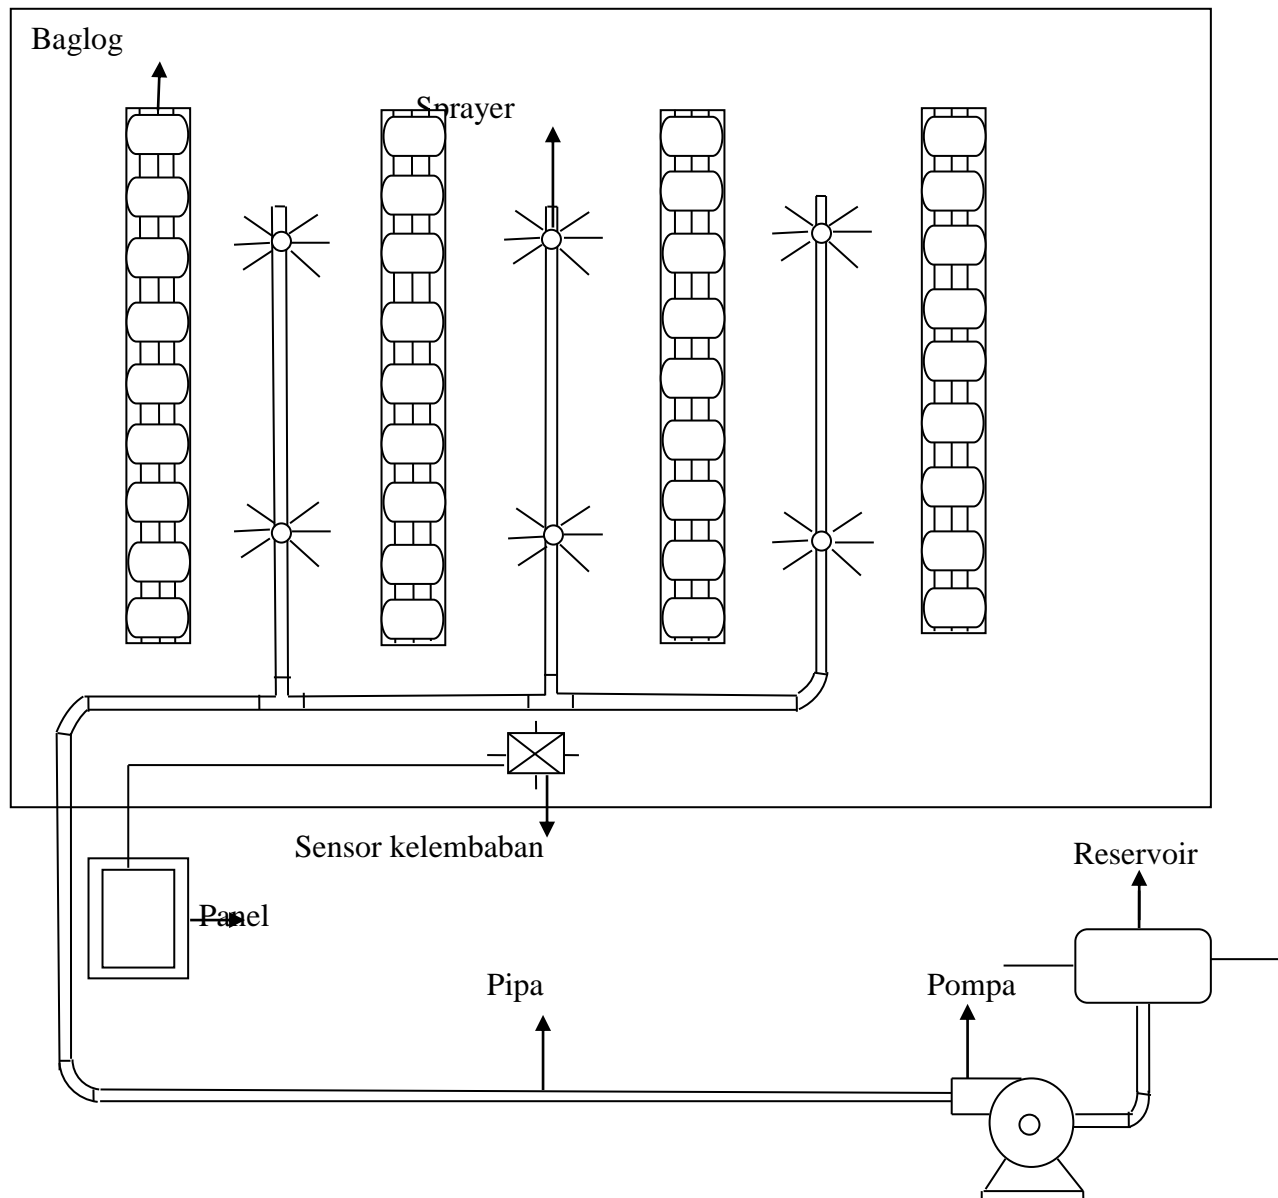 Baglog
Sprayer
Sensor kelembaban
Reservoir
Panel
Pipa
Pompa